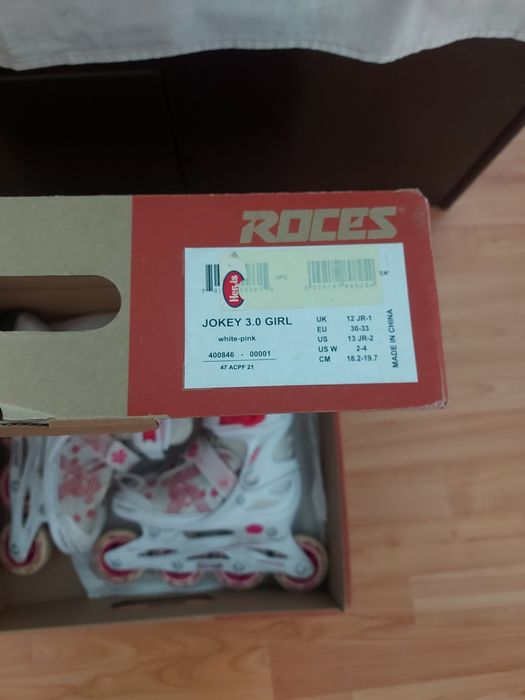 ROCES
UPC
Hervis
JOKEY 3.0 GIRL
white-pink
400846 - 00001
47 ACPF 21
UK 12 JR-1
EU 30-33
US 13 JR-2
US W 2-4
CM 18.2-19.7
MADE IN CHINA